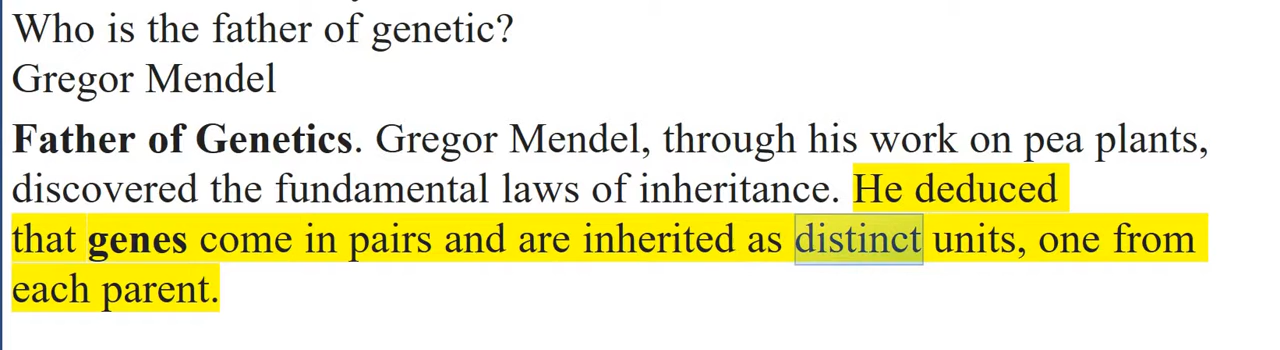 Who is the father of genetic?
Gregor Mendel
Father of Genetics. Gregor Mendel, through his work on pea plants,
discovered the fundamental laws of inheritance. He deduced
that genes come in pairs and are inherited as distinct units, one from
each parent.